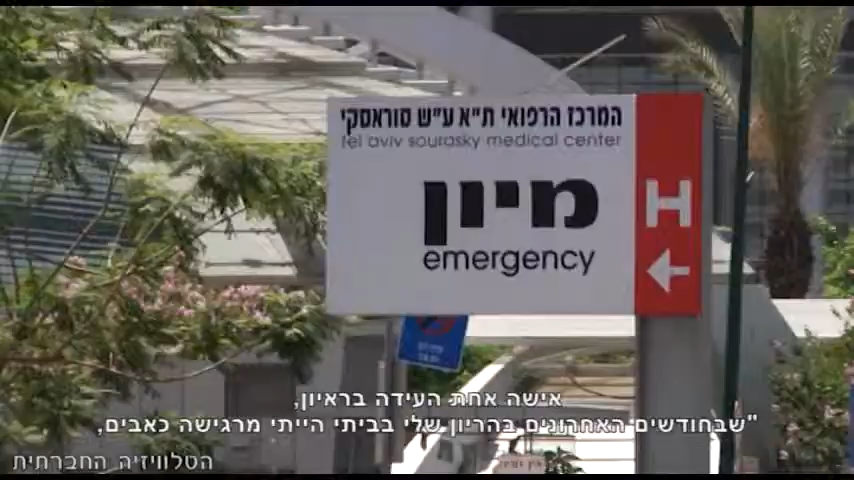 המרכז הרפואי ת"א ע"ש סוראסקי
tel aviv sourasky medical center
מיון
emergency
H
אישה אחת העידה בראיון,
"שבחודשים האחרונים בהריון שלי בביתי הייתי מרגישה כאבים,
הטלוויזיה החברתית